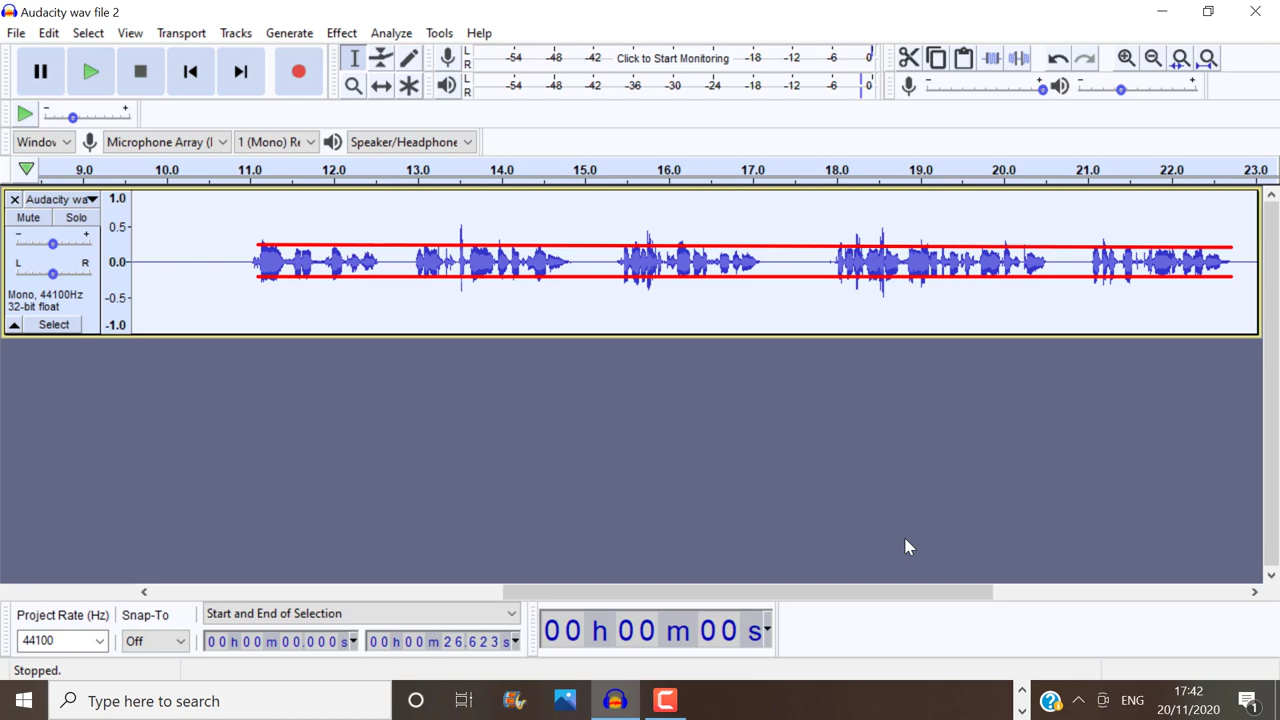 Audacity wav file 2
File Edit Select View Transport Tracks Generate Effect Analyze Tools Help
L R -54 -48 -42 Click to Start Monitoring -18 -12 -6 0
L R -54 -48 -42 -36 -30 -24 -18 -12 -6 0
- + - +
- +
Window Microphone Array ( 1 (Mono) Re Speaker/Headphone
9.0 10.0 11.0 12.0 13.0 14.0 15.0 16.0 17.0 18.0 19.0 20.0 21.0 22.0 23.0
Audacity wa
Mute Solo
- +
L R
Mono, 44100Hz
32-bit float
Select
1.0
0.5
0.0
-0.5
-1.0
Project Rate (Hz) Snap-To Start and End of Selection
44100 Off 00 h 00 m 00.000 s 00 h 00 m 26.623 s
00 h 00 m 00 s
Stopped.
Type here to search
ENG
17:42
20/11/2020
1